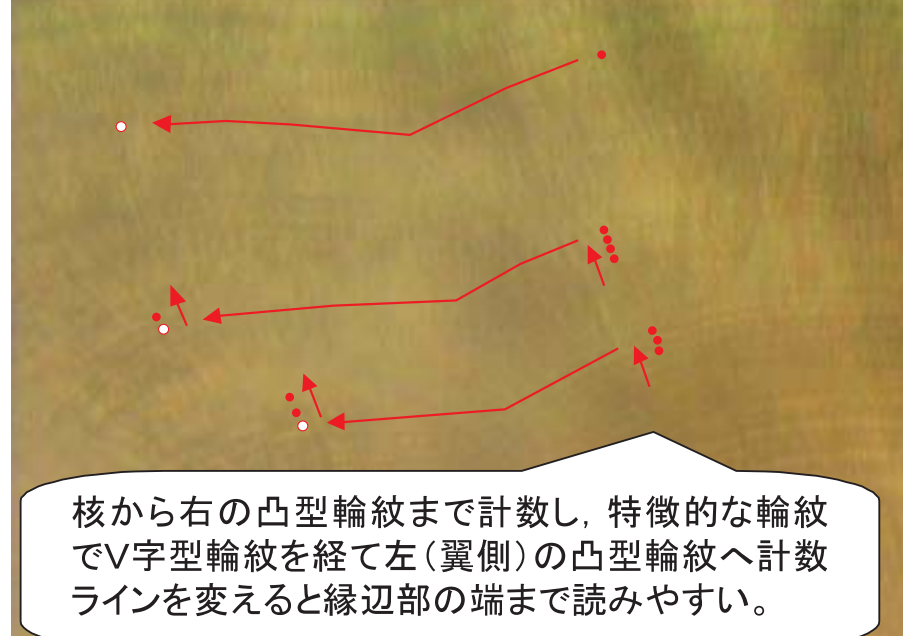 核から右の凸型輪紋まで計数し，特徴的な輪紋
でV字型輪紋を経て左（翼側）の凸型輪紋へ計数
ラインを変えると縁辺部の端まで読みやすい。